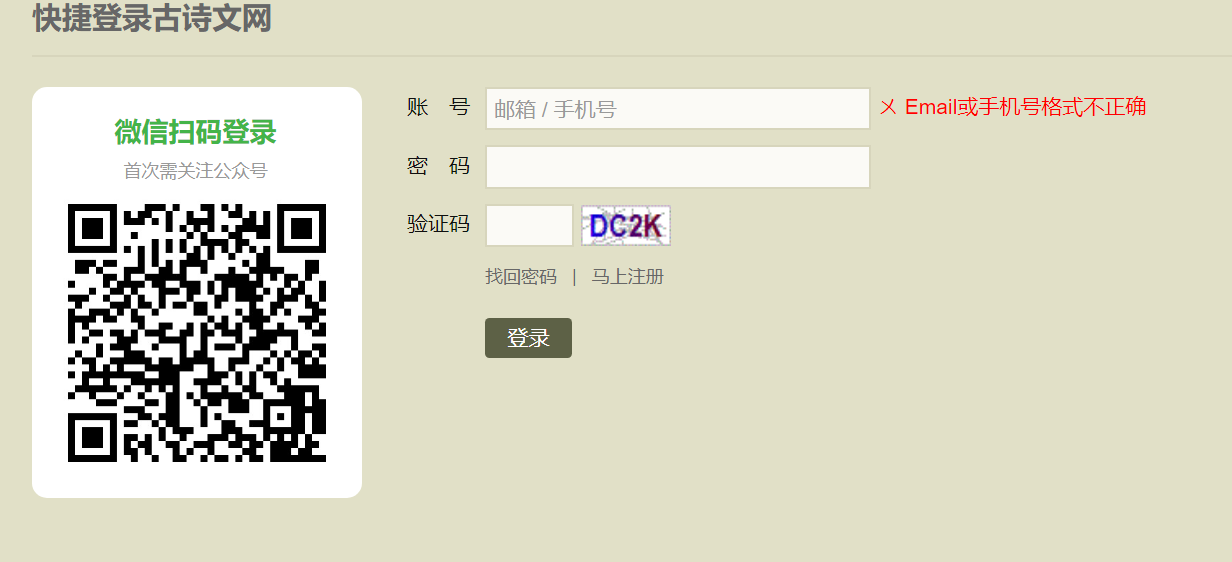 快捷登录古诗文网
微信扫码登录
首次需关注公众号
账 号 邮箱 / 手机号 ㄨ Email或手机号格式不正确
密 码
验证码 DC2K
找回密码 | 马上注册
登录